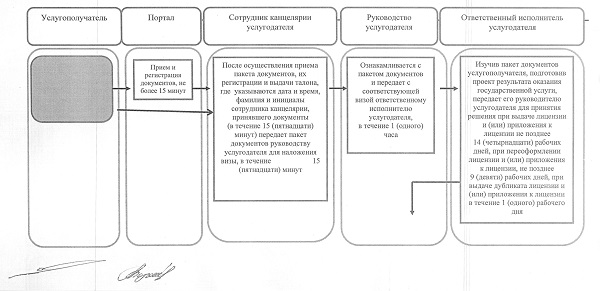 Услугополучатель
Портал
Сотрудник канцелярии
услугодателя
Руководство
услугодателя
Ответственный исполнитель
услугодателя
Прием и
регистрация
документов, не
более 15 минут
После осуществления приема
пакета документов, их
регистрации и выдачи талона,
где указываются дата и время,
фамилия и инициалы
сотрудника канцелярии,
принявшего документы
(в течение 15 (пятнадцати)
минут) передает пакет
документов руководству
услугодателя для наложения
визы, в течение 15
(пятнадцати) минут
Ознакамливается с
пакетом документов
и передает с
соответствующей
визой ответственному
исполнителю
услугодателя,
в течение 1 (одного)
часа
Изучив пакет документов
услугополучателя, подготовив
проект результата оказания
государственной услуги,
передает его руководителю
услугодателя для принятия
решения при выдаче лицензии
и (или) приложения к
лицензии не позднее
14 (четырнадцати) рабочих
дней, при переоформлении
лицензии и (или) приложения
к лицензии, не позднее
9 (девяти) рабочих дней, при
выдаче дубликата лицензии и
(или) приложения к лицензии
в течение 1 (одного) рабочего
дня